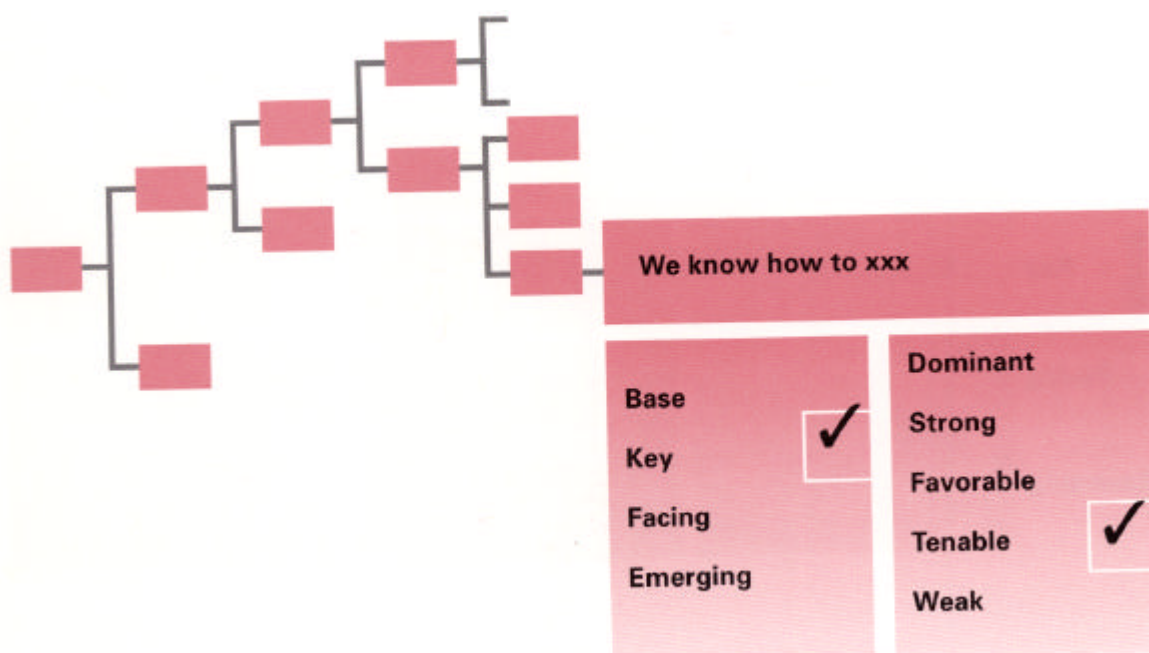 We know how to xxx
Base
Key
Facing
Emerging
Dominant
Strong
Favorable
Tenable
Weak